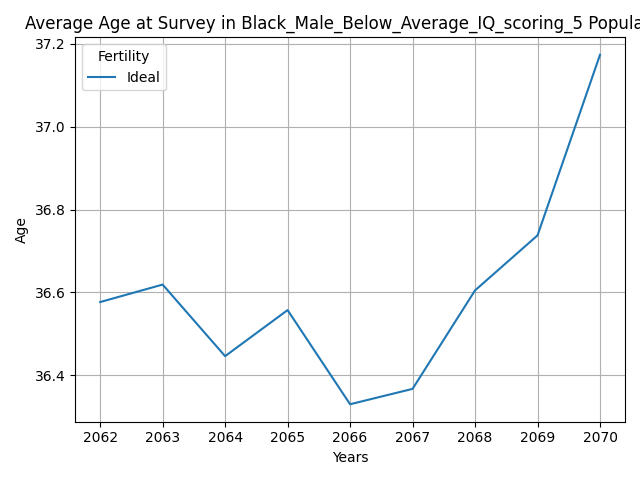 Average Age at Survey in Black_Male_Below_Average_IQ_scoring_5
37.2
37.0
36.8
36.6
36.4
Age
Fertility
Ideal
2062 2063 2064 2065 2066 2067 2068 2069 2070
Years